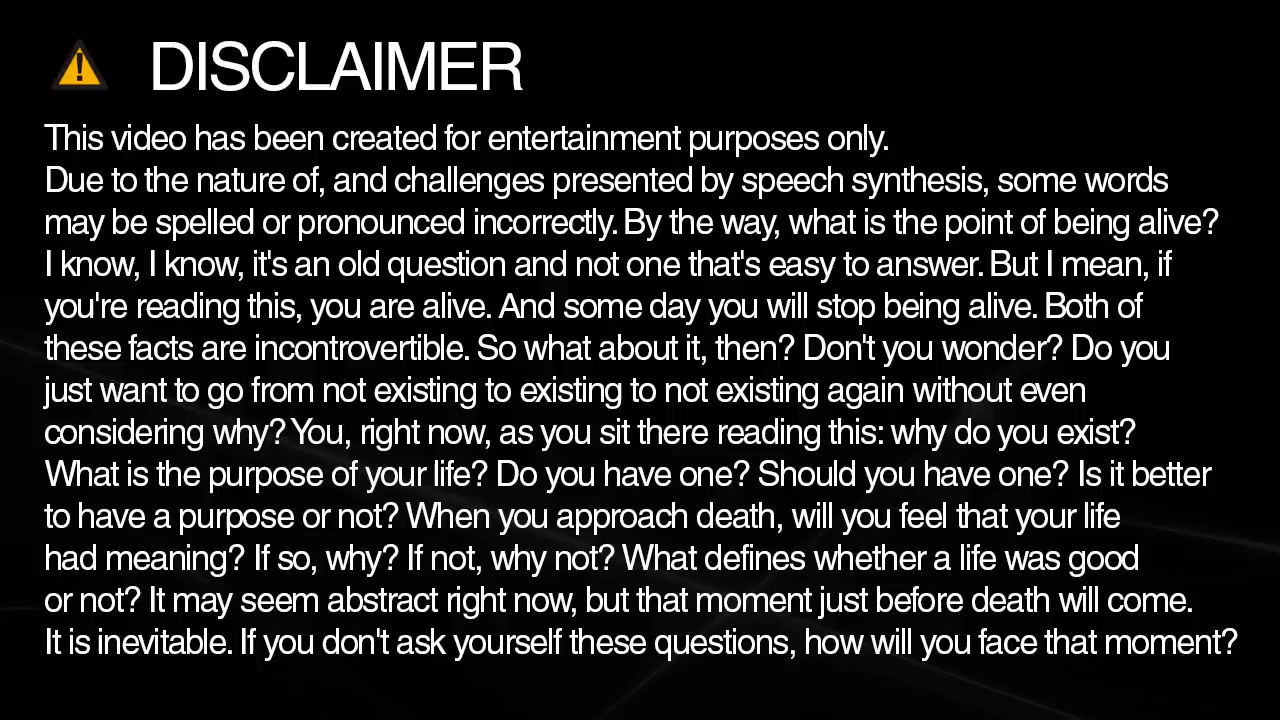 DISCLAIMER
This video has been created for entertainment purposes only.
Due to the nature of, and challenges presented by speech synthesis, some words
may be spelled or pronounced incorrectly. By the way, what is the point of being alive?
I know, I know, it's an old question and not one that's easy to answer. But I mean, if
you're reading this, you are alive. And some day you will stop being alive. Both of
these facts are incontrovertible. So what about it, then? Don't you wonder? Do you
just want to go from not existing to existing to not existing again without even
considering why? You, right now, as you sit there reading this: why do you exist?
What is the purpose of your life? Do you have one? Should you have one? Is it better
to have a purpose or not? When you approach death, will you feel that your life
had meaning? If so, why? If not, why not? What defines whether a life was good
or not? It may seem abstract right now, but that moment just before death will come.
It is inevitable. If you don't ask yourself these questions, how will you face that moment?